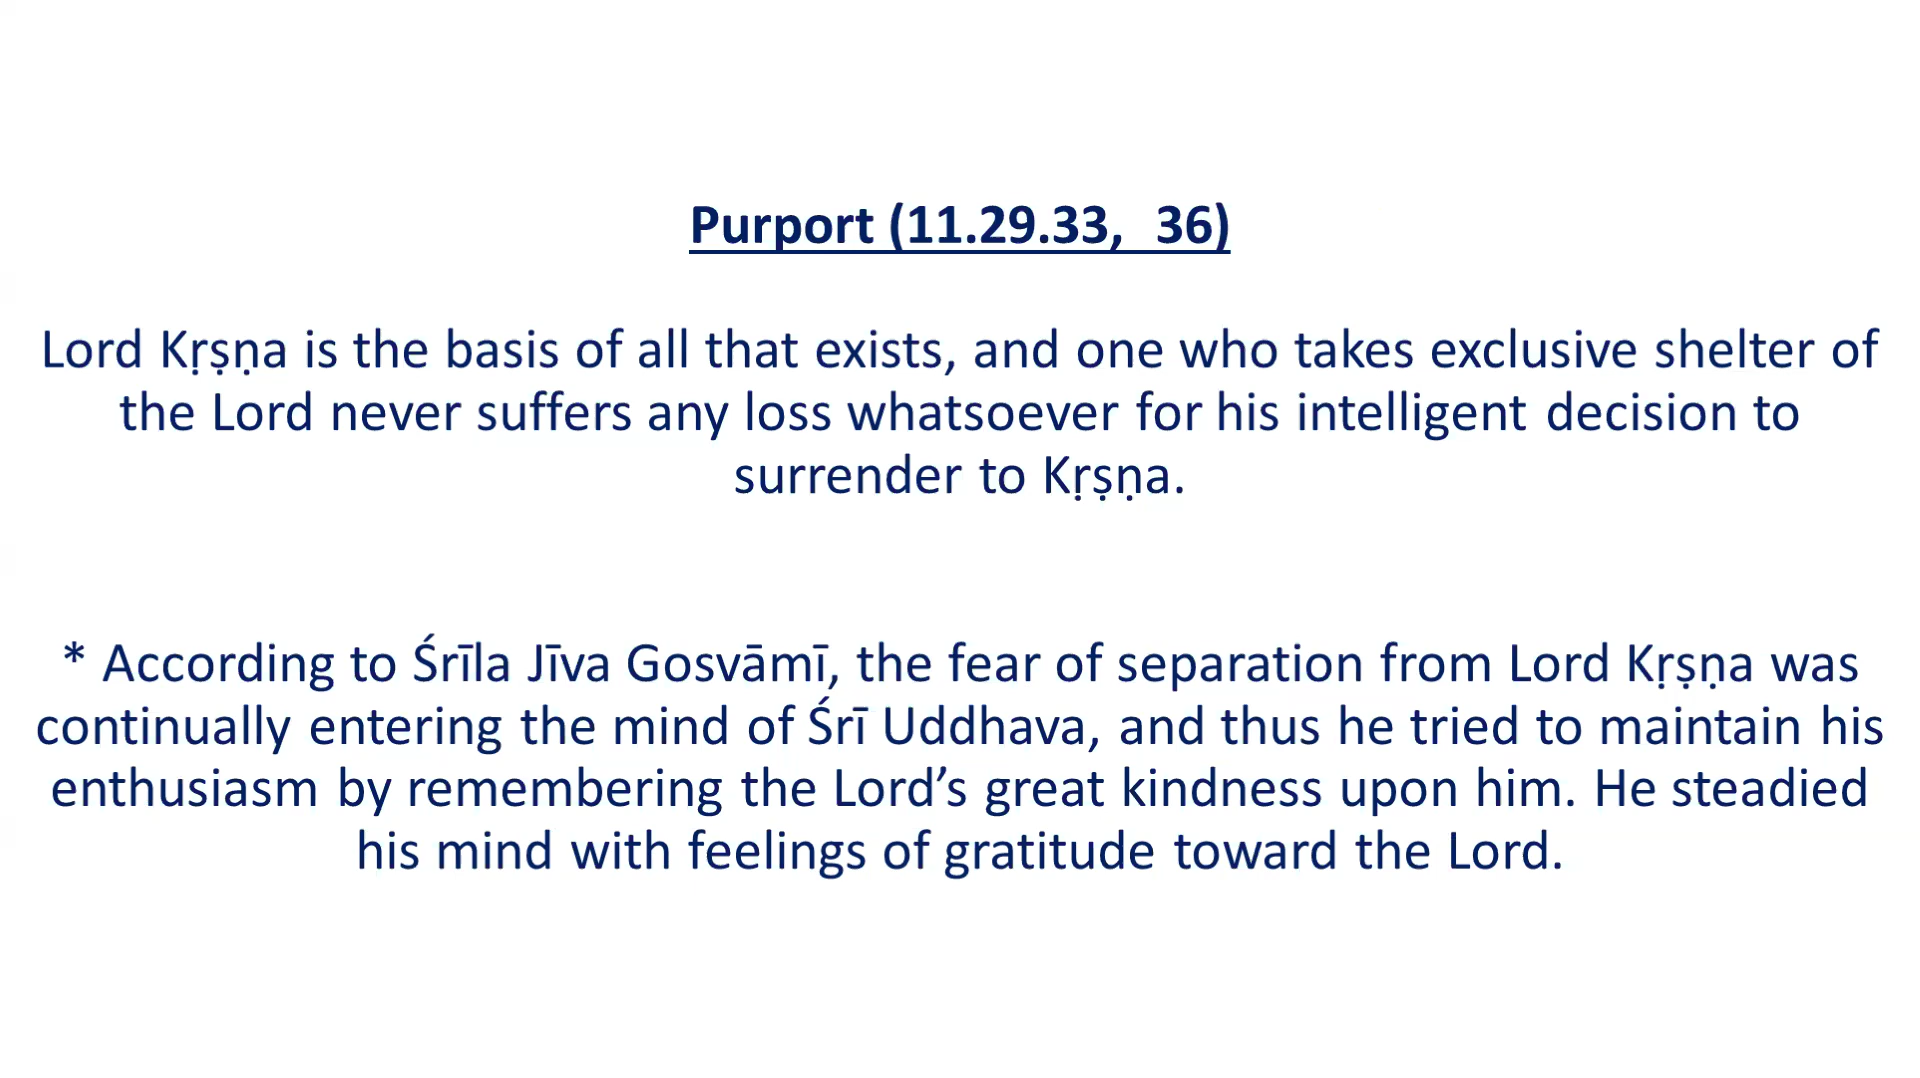 Purport (11.29.33,  36)
Lord Kṛṣṇa is the basis of all that exists, and one who takes exclusive shelter of
the Lord never suffers any loss whatsoever for his intelligent decision to
surrender to Kṛṣṇa.
* According to Śrīla Jīva Gosvāmī, the fear of separation from Lord Kṛṣṇa was
continually entering the mind of Śrī Uddhava, and thus he tried to maintain his
enthusiasm by remembering the Lord’s great kindness upon him. He steadied
his mind with feelings of gratitude toward the Lord.